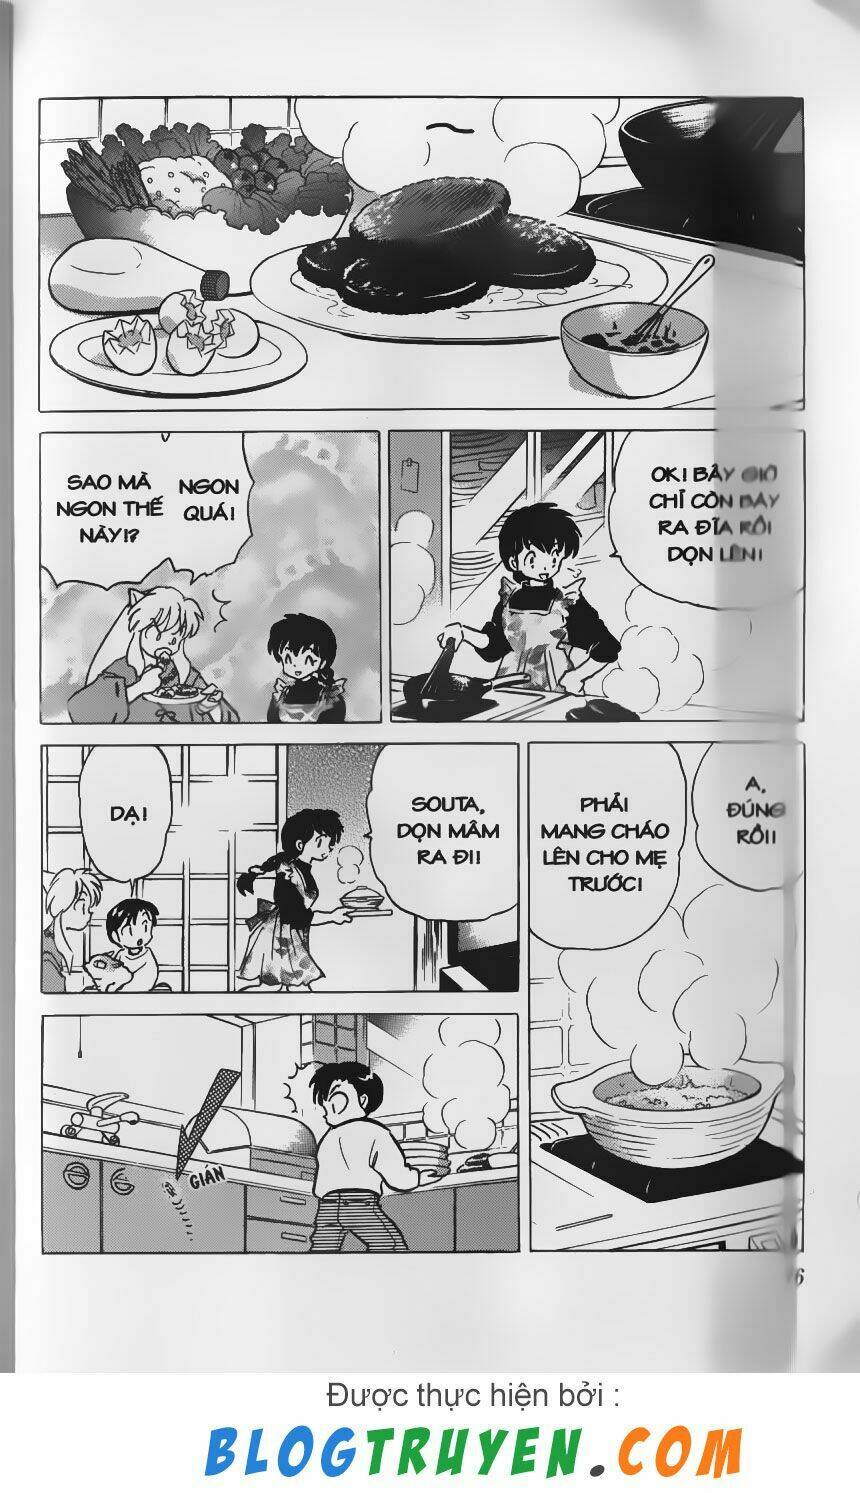 OK! BÂY GIỜ
CHỈ CÒN BÀY
RA ĐĨA RỒI
DỌN LÊN!
NGON
QUÁ!
SAO MÀ
NGON THẾ
NÀY!?
A,
ĐÚNG
RỒI!
PHẢI
MANG CHÁO
LÊN CHO MẸ
TRƯỚC!
SOUTA,
DỌN MÂM
RA ĐI!
DẠ!
GIÁN
Được thực hiện bởi :
BLOGTRUYEN.COM